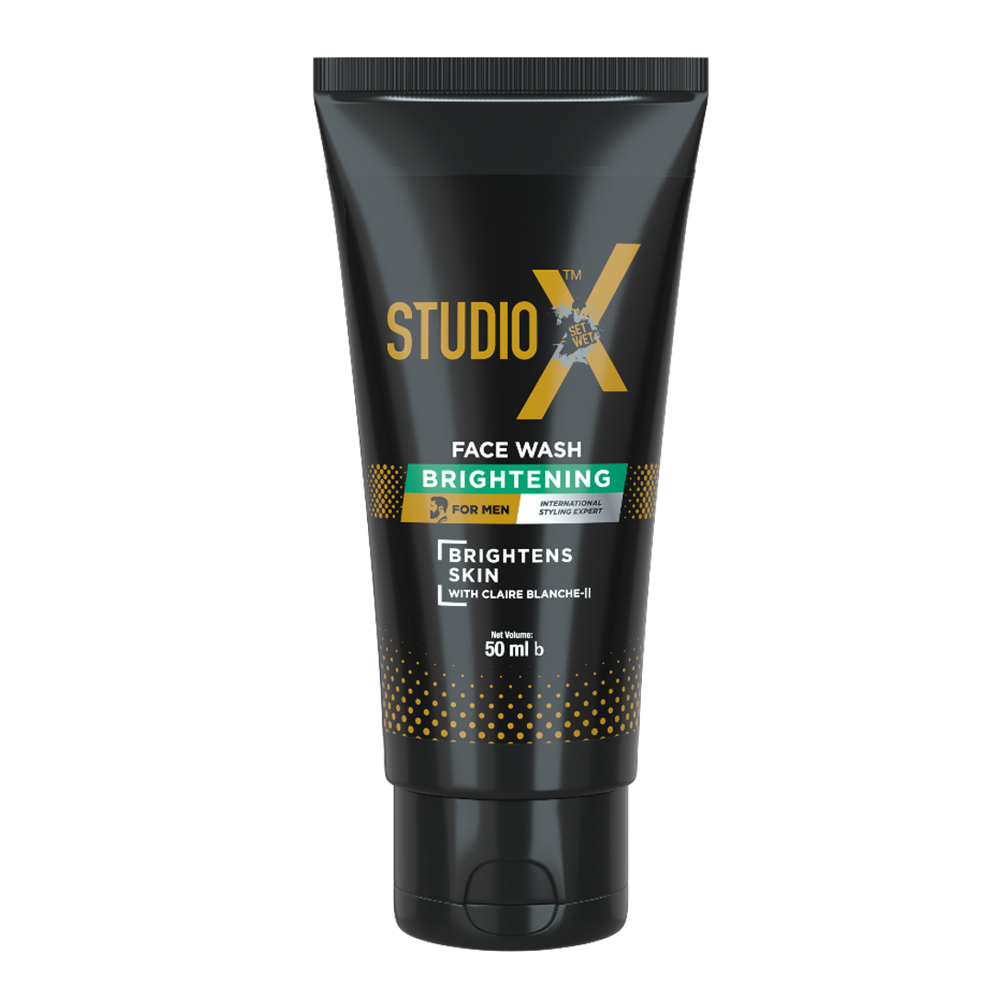 STUDIO X™
SET
WET
FACE WASH
BRIGHTENING
FOR MEN
INTERNATIONAL
STYLING EXPERT
BRIGHTENS
SKIN
WITH CLAIRE BLANCHE-II
Net Volume:
50 ml b